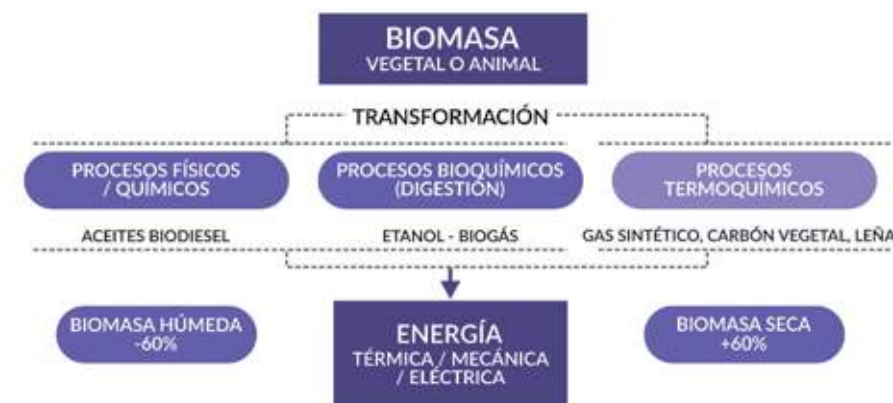 BIOMASA
VEGETAL O ANIMAL
TRANSFORMACIÓN
PROCESOS FÍSICOS
/ QUÍMICOS
PROCESOS BIOQUÍMICOS
(DIGESTIÓN)
PROCESOS
TERMOQUÍMICOS
ACEITES BIODIESEL
ETANOL - BIOGÁS
GAS SINTÉTICO, CARBÓN VEGETAL, LEÑA
BIOMASA HÚMEDA
-60%
ENERGÍA
TÉRMICA / MECÁNICA
/ ELÉCTRICA
BIOMASA SECA
+60%